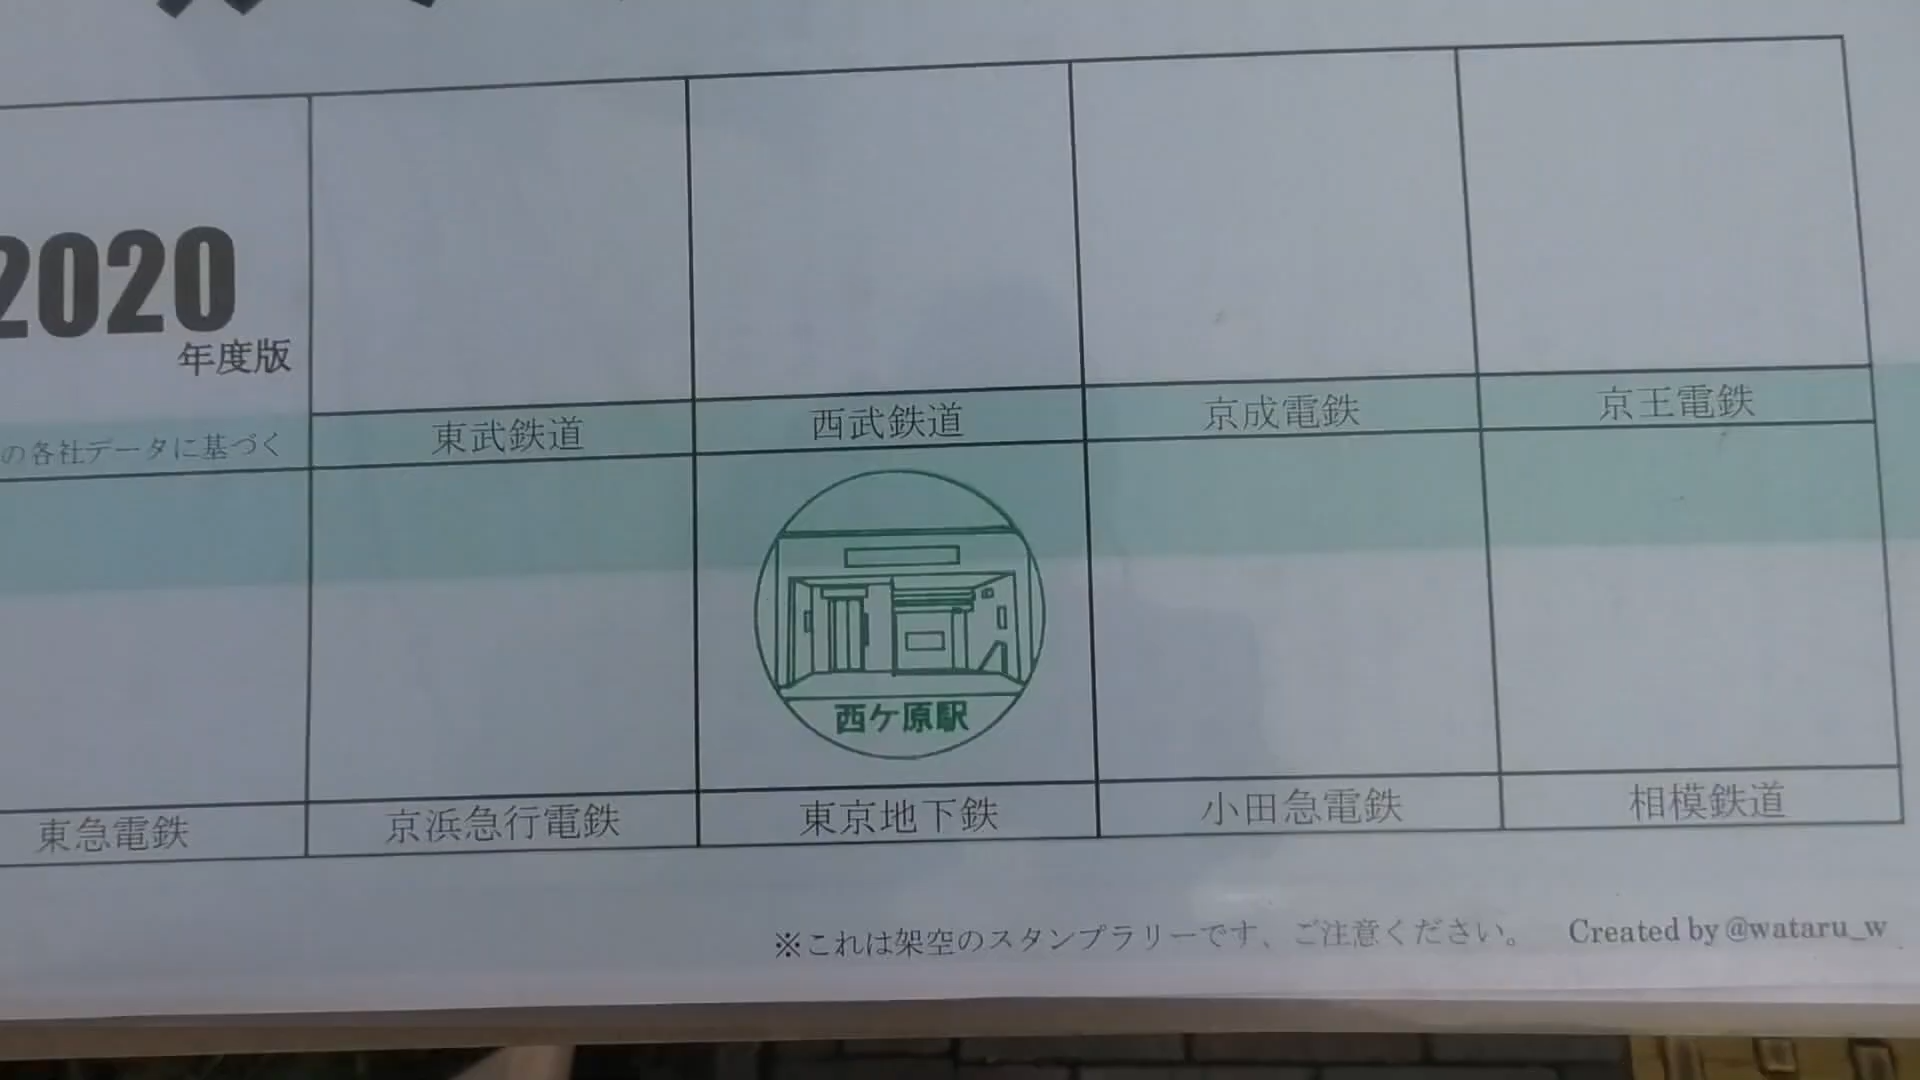 2020
年度版
の各社データに基づく
東武鉄道
西武鉄道
京成電鉄
京王電鉄
西ケ原駅
東急電鉄
京浜急行電鉄
東京地下鉄
小田急電鉄
相模鉄道
※これは架空のスタンプラリーです、ご注意ください。 Created by @wataru_w